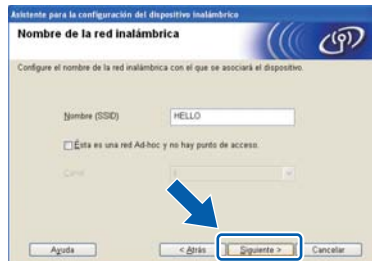 Asistente para la configuración del dispositivo inalámbrico
Nombre de la red inalámbrica
Configure el nombre de la red inalámbrica con el que se asociará el dispositivo.
Nombre (SSID)
HELLO
Ésta es una red Ad-hoc y no hay punto de acceso.
Canal
Ayuda
< Atrás
Siguiente >
Cancelar